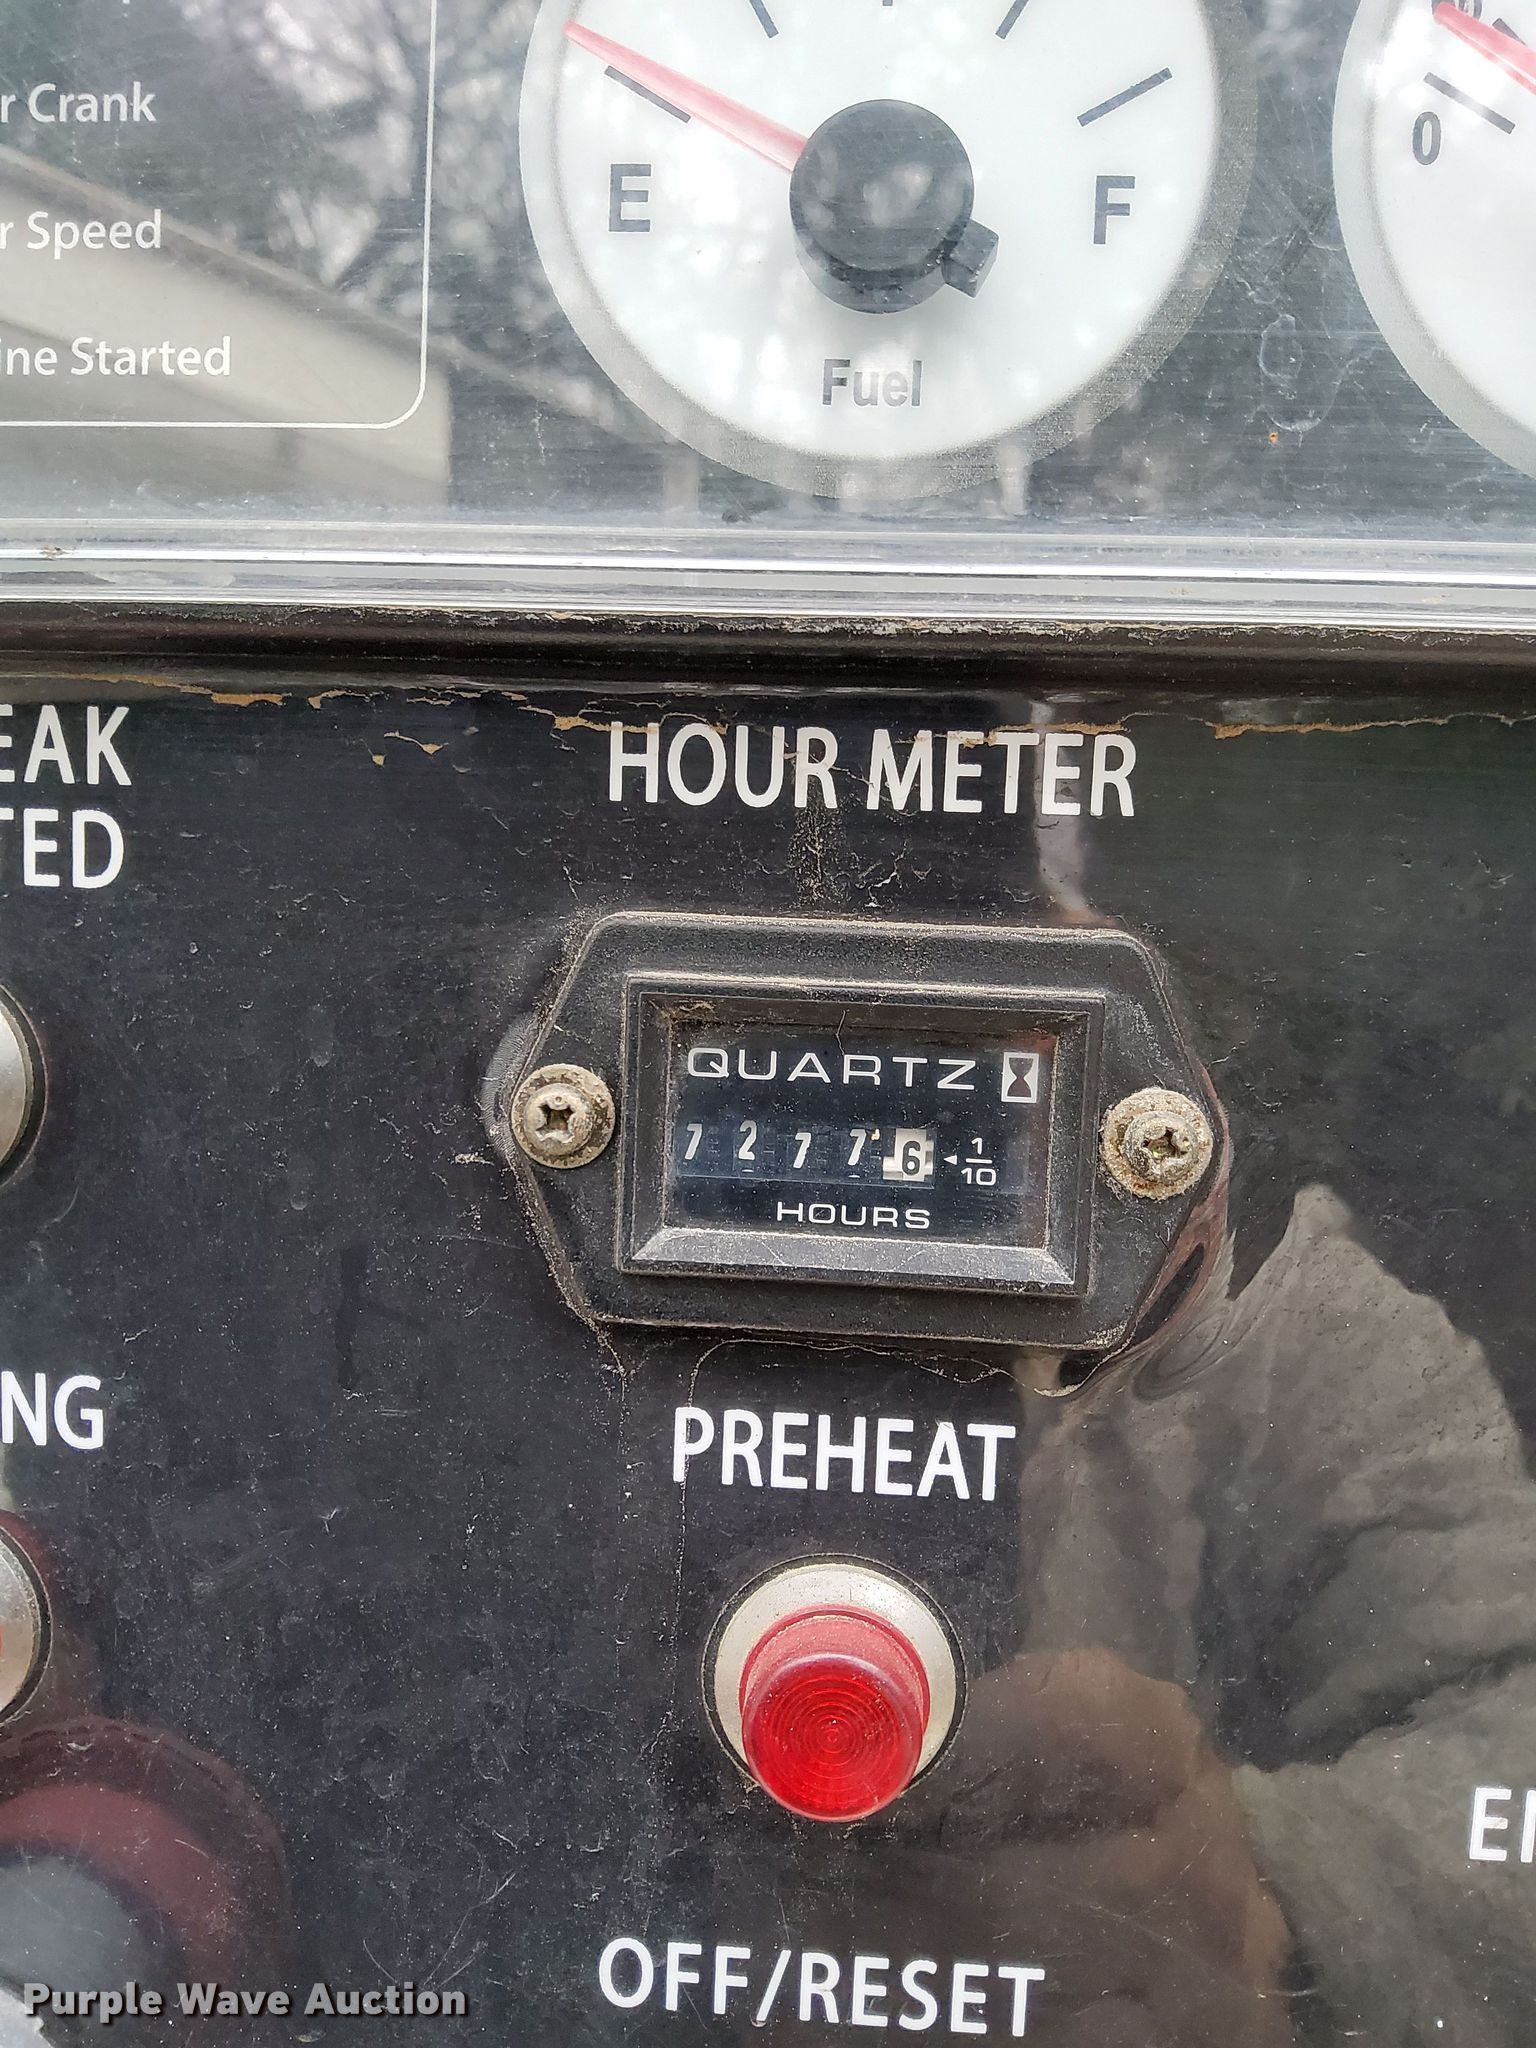 r Crank
r Speed
ine Started
E
F
Fuel
0
HOUR METER
EAK
TED
QUARTZ
7 2 7 7 6 1/10
HOURS
NG
PREHEAT
OFF/RESET
Purple Wave Auction